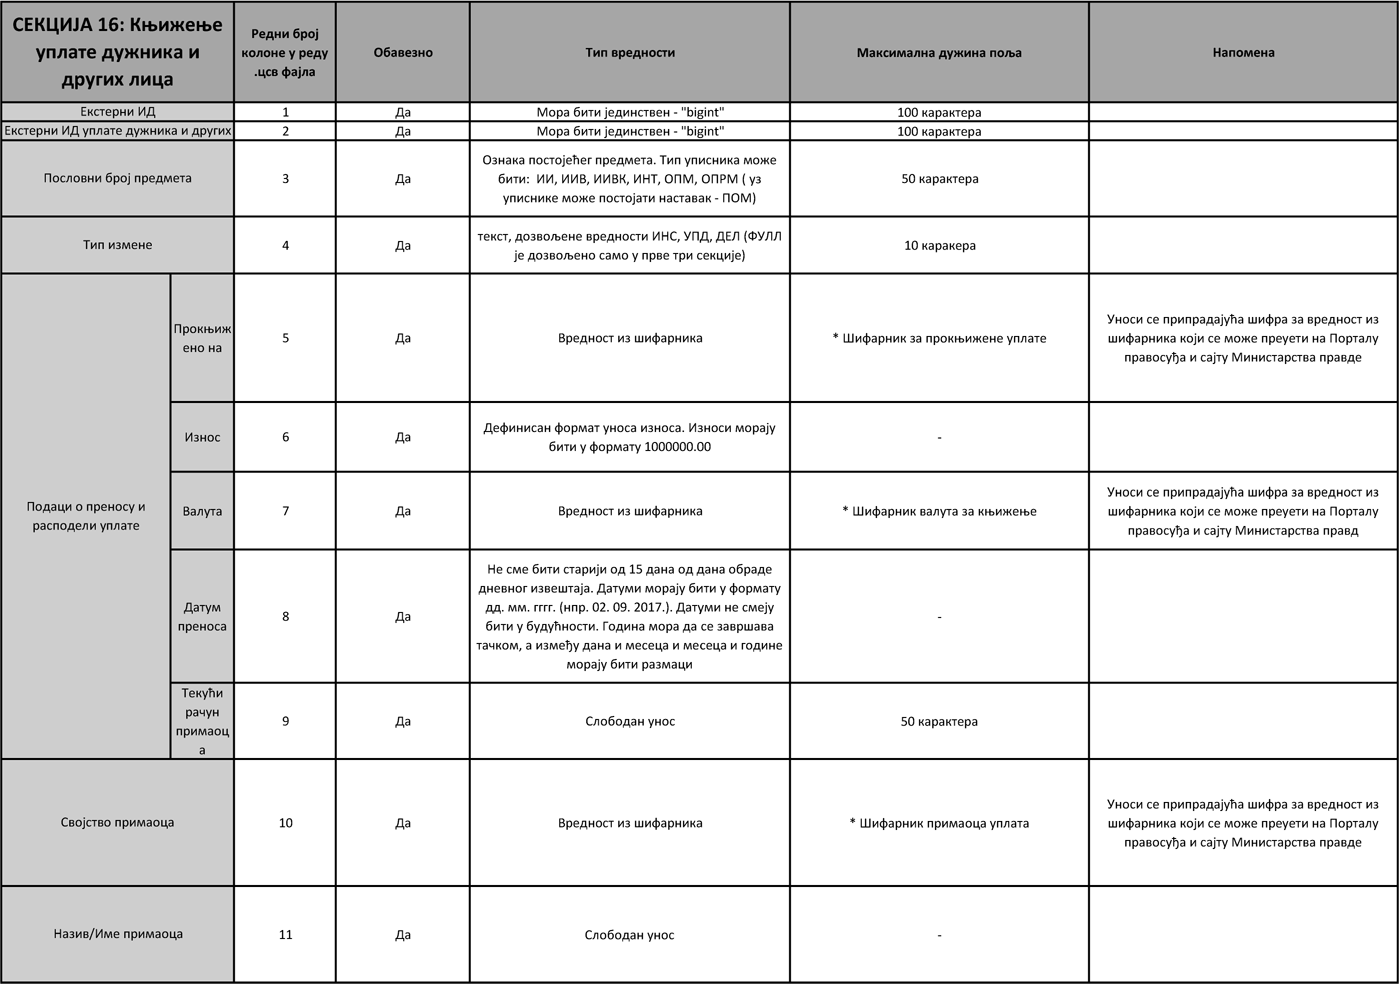 СЕКЦИЈА 16: Књижење
уплате дужника и
других лица
Редни број
колоне у реду
.цсв фајла
Обавезно
Тип вредности
Максимална дужина поља
Напомена
Екстерни ИД
1
Да
Мора бити јединствен - "bigint"
100 карактера
Екстерни ИД уплате дужника и других
2
Да
Мора бити јединствен - "bigint"
100 карактера
Пословни број предмета
3
Да
Ознака постојећег предмета. Тип уписника може
бити:  ИИ, ИИВ, ИИВК, ИНТ, ОПМ, ОПРМ ( уз
уписнике може постојати наставак - ПОМ)
50 карактера
Тип измене
4
Да
текст, дозвољене вредности ИНС, УПД, ДЕЛ (ФУЛЛ
је дозвољено само у прве три секције)
10 каракера
Подаци о преносу и
расподели уплате
Прокњиж
ено на
5
Да
Вредност из шифарника
* Шифарник за прокњижене уплате
Уноси се припрадајућа шифра за вредност из
шифарника који се може преуети на Порталу
правосуђа и сајту Министарства правде
Износ
6
Да
Дефинисан формат уноса износа. Износи морају
бити у формату 1000000.00
-
Валута
7
Да
Вредност из шифарника
* Шифарник валута за књижење
Уноси се припрадајућа шифра за вредност из
шифарника који се може преуети на Порталу
правосуђа и сајту Министарства правд
Датум
преноса
8
Да
Не сме бити старији од 15 дана од дана обраде
дневног извештаја. Датуми морају бити у формату
дд. мм. гггг. (нпр. 02. 09. 2017.). Датуми не смеју
бити у будућности. Година мора да се завршава
тачком, а између дана и месеца и месеца и године
морају бити размаци
-
Текући
рачун
примаоц
а
9
Да
Слободан унос
50 карактера
Својство примаоца
10
Да
Вредност из шифарника
* Шифарник примаоца уплата
Уноси се припрадајућа шифра за вредност из
шифарника који се може преуети на Порталу
правосуђа и сајту Министарства правде
Назив/Име примаоца
11
Да
Слободан унос
-